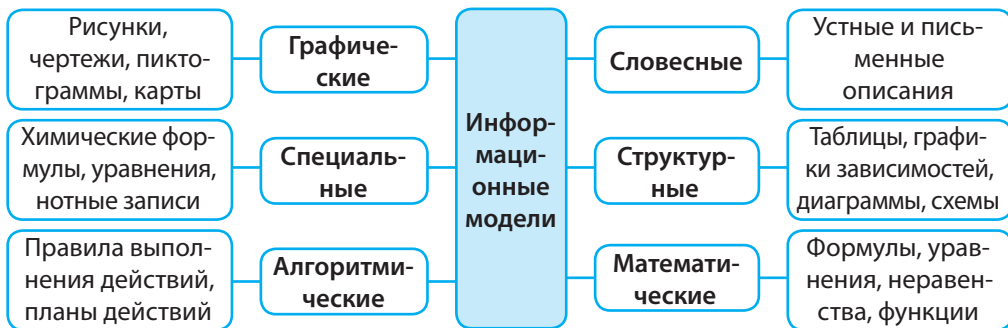 Рисунки,
чертежи, пикто-
граммы, карты
Графиче-
ские
Химические фор-
мулы, уравнения,
нотные записи
Специаль-
ные
Правила выпол-
нения действий,
планы действий
Алгоритми-
ческие
Инфор-
маци-
онные
модели
Словесные
Устные и пись-
менные
описания
Структур-
ные
Таблицы, графи-
ки зависимостей,
диаграммы, схемы
Математи-
ческие
Формулы, урав-
нения, неравен-
ства, функции